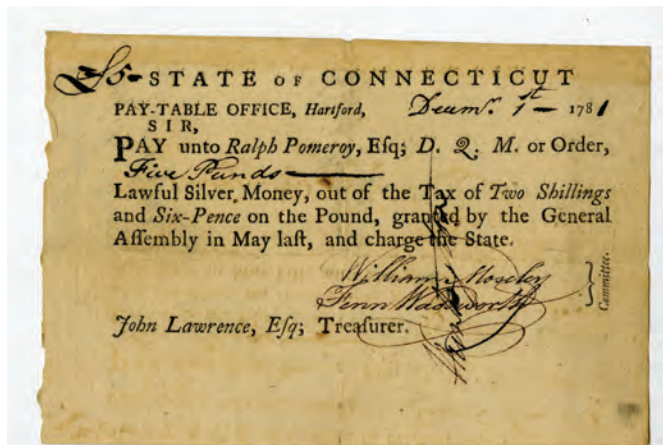 £5-STATE OF CONNECTICUT
PAY-TABLE OFFICE, Hartford, Decemr. 1st — 1781
SIR,
PAY unto Ralph Pomeroy, Esq; D. Q. M. or Order,
Five Punds
Lawful Silver Money, out of the Tax of Two Shillings
and Six-Pence on the Pound, granted by the General
Assembly in May last, and charge the State.
William Moseley
Fenn Wadsworth
Committee.
John Lawrence, Esq; Treasurer.